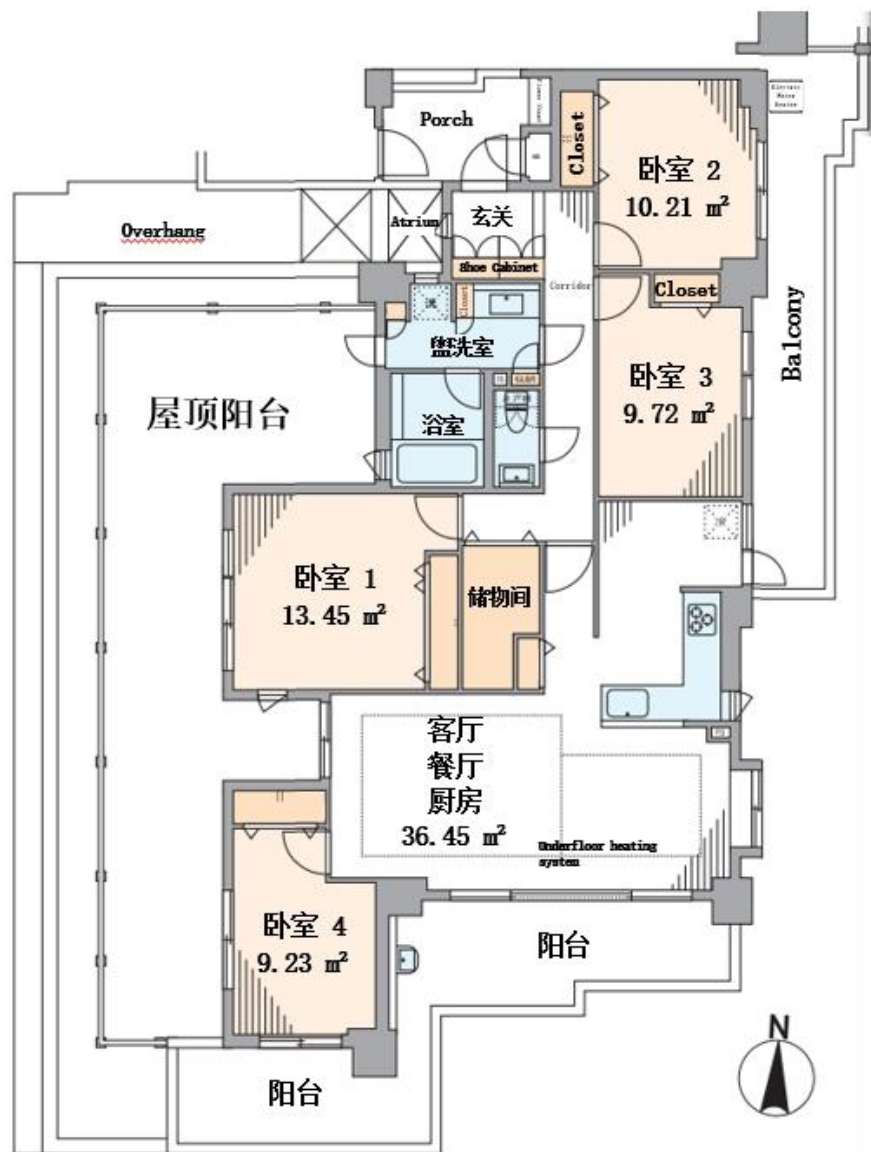 Porch
Closet
卧室 2
10.21 m²
玄关
Atrium
Overhang
Shoe Cabinet
Corridor
Closet
Closet
洗
盥洗室
Balcony
卧室 3
9.72 m²
屋顶阳台
浴室
卧室 1
13.45 m²
储物间
客厅
餐厅
厨房
36.45 m²
Underfloor heating
system
卧室 4
9.23 m²
阳台
阳台
N